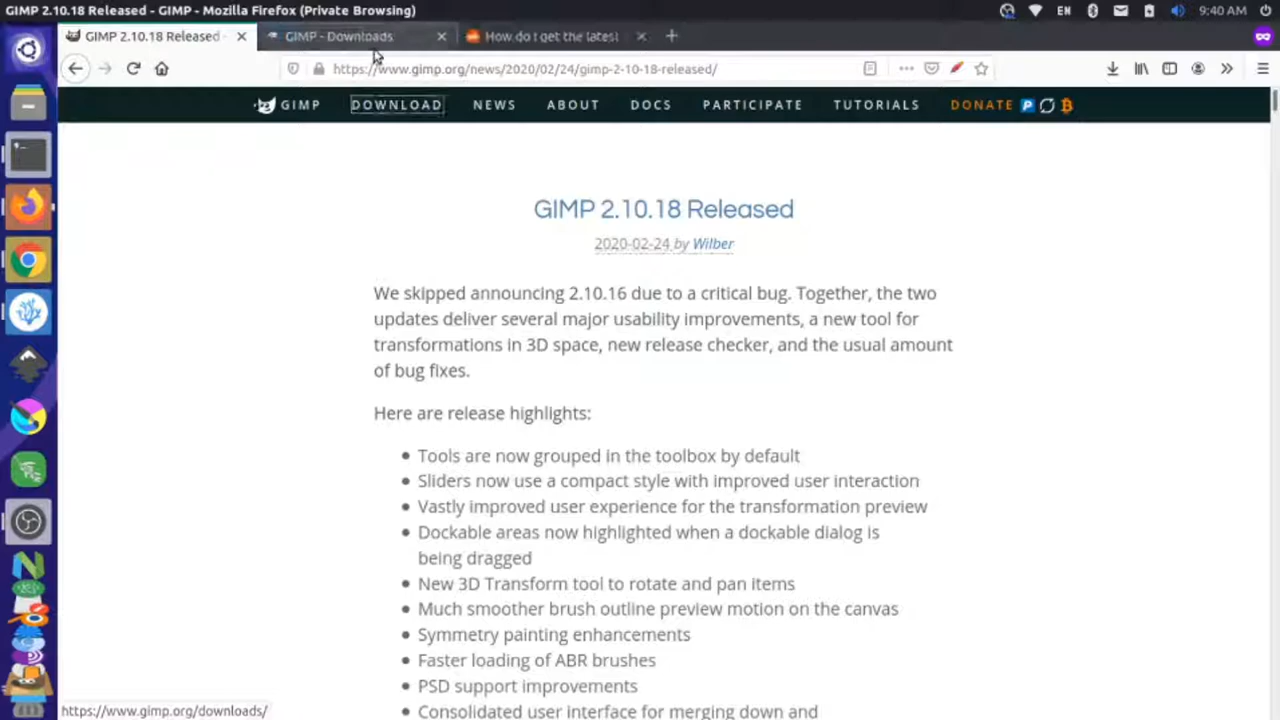 GIMP 2.10.18 Released - GIMP - Mozilla Firefox (Private Browsing)
EN
9:40 AM
GIMP 2.10.18 Released -
GIMP - Downloads
How do I get the latest
https://www.gimp.org/news/2020/02/24/gimp-2-10-18-released/
GIMP
DOWNLOAD
NEWS
ABOUT
DOCS
PARTICIPATE
TUTORIALS
DONATE
GIMP 2.10.18 Released
2020-02-24 by Wilber
We skipped announcing 2.10.16 due to a critical bug. Together, the two
updates deliver several major usability improvements, a new tool for
transformations in 3D space, new release checker, and the usual amount
of bug fixes.
Here are release highlights:
Tools are now grouped in the toolbox by default
Sliders now use a compact style with improved user interaction
Vastly improved user experience for the transformation preview
Dockable areas now highlighted when a dockable dialog is
being dragged
New 3D Transform tool to rotate and pan items
Much smoother brush outline preview motion on the canvas
Symmetry painting enhancements
Faster loading of ABR brushes
PSD support improvements
Consolidated user interface for merging down and
https://www.gimp.org/downloads/